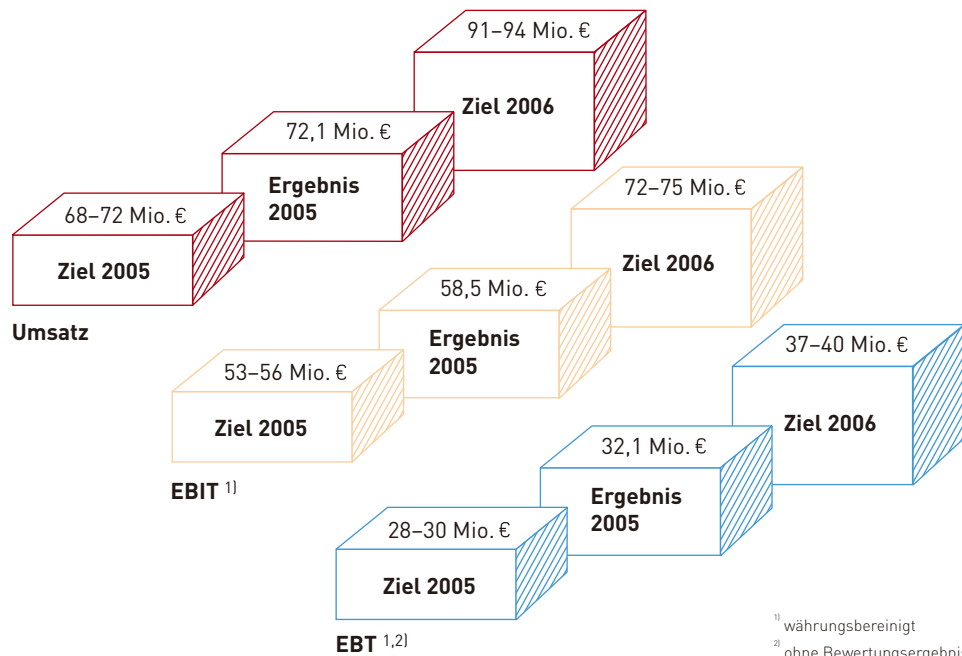 91–94 Mio. €
Ziel 2006
72,1 Mio. €
Ergebnis
2005
68–72 Mio. €
Ziel 2005
Umsatz
72–75 Mio. €
Ziel 2006
58,5 Mio. €
Ergebnis
2005
53–56 Mio. €
Ziel 2005
EBIT 1)
37–40 Mio. €
Ziel 2006
32,1 Mio. €
Ergebnis
2005
28–30 Mio. €
Ziel 2005
EBT 1,2)
1) währungsbereinigt
2) ohne Bewertungsergebnis